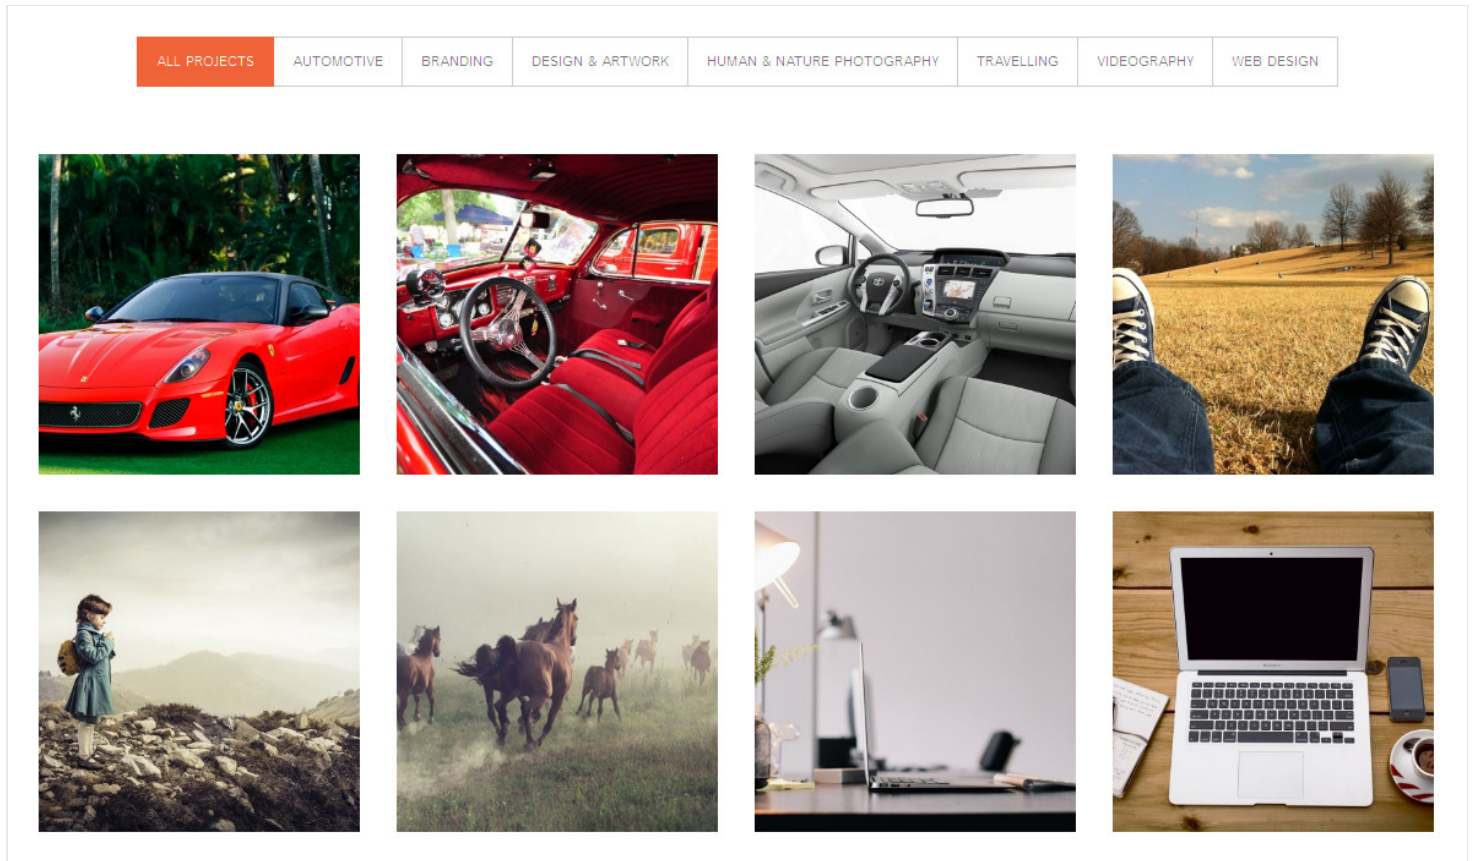 ALL PROJECTS
AUTOMOTIVE
BRANDING
DESIGN & ARTWORK
HUMAN & NATURE PHOTOGRAPHY
TRAVELLING
VIDEOGRAPHY
WEB DESIGN